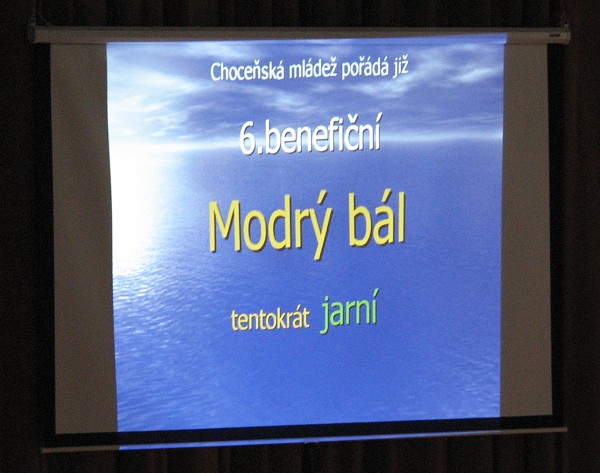 Choceňská mládež pořádá již
6.benefiční
Modrý bál
tentokrát jarní